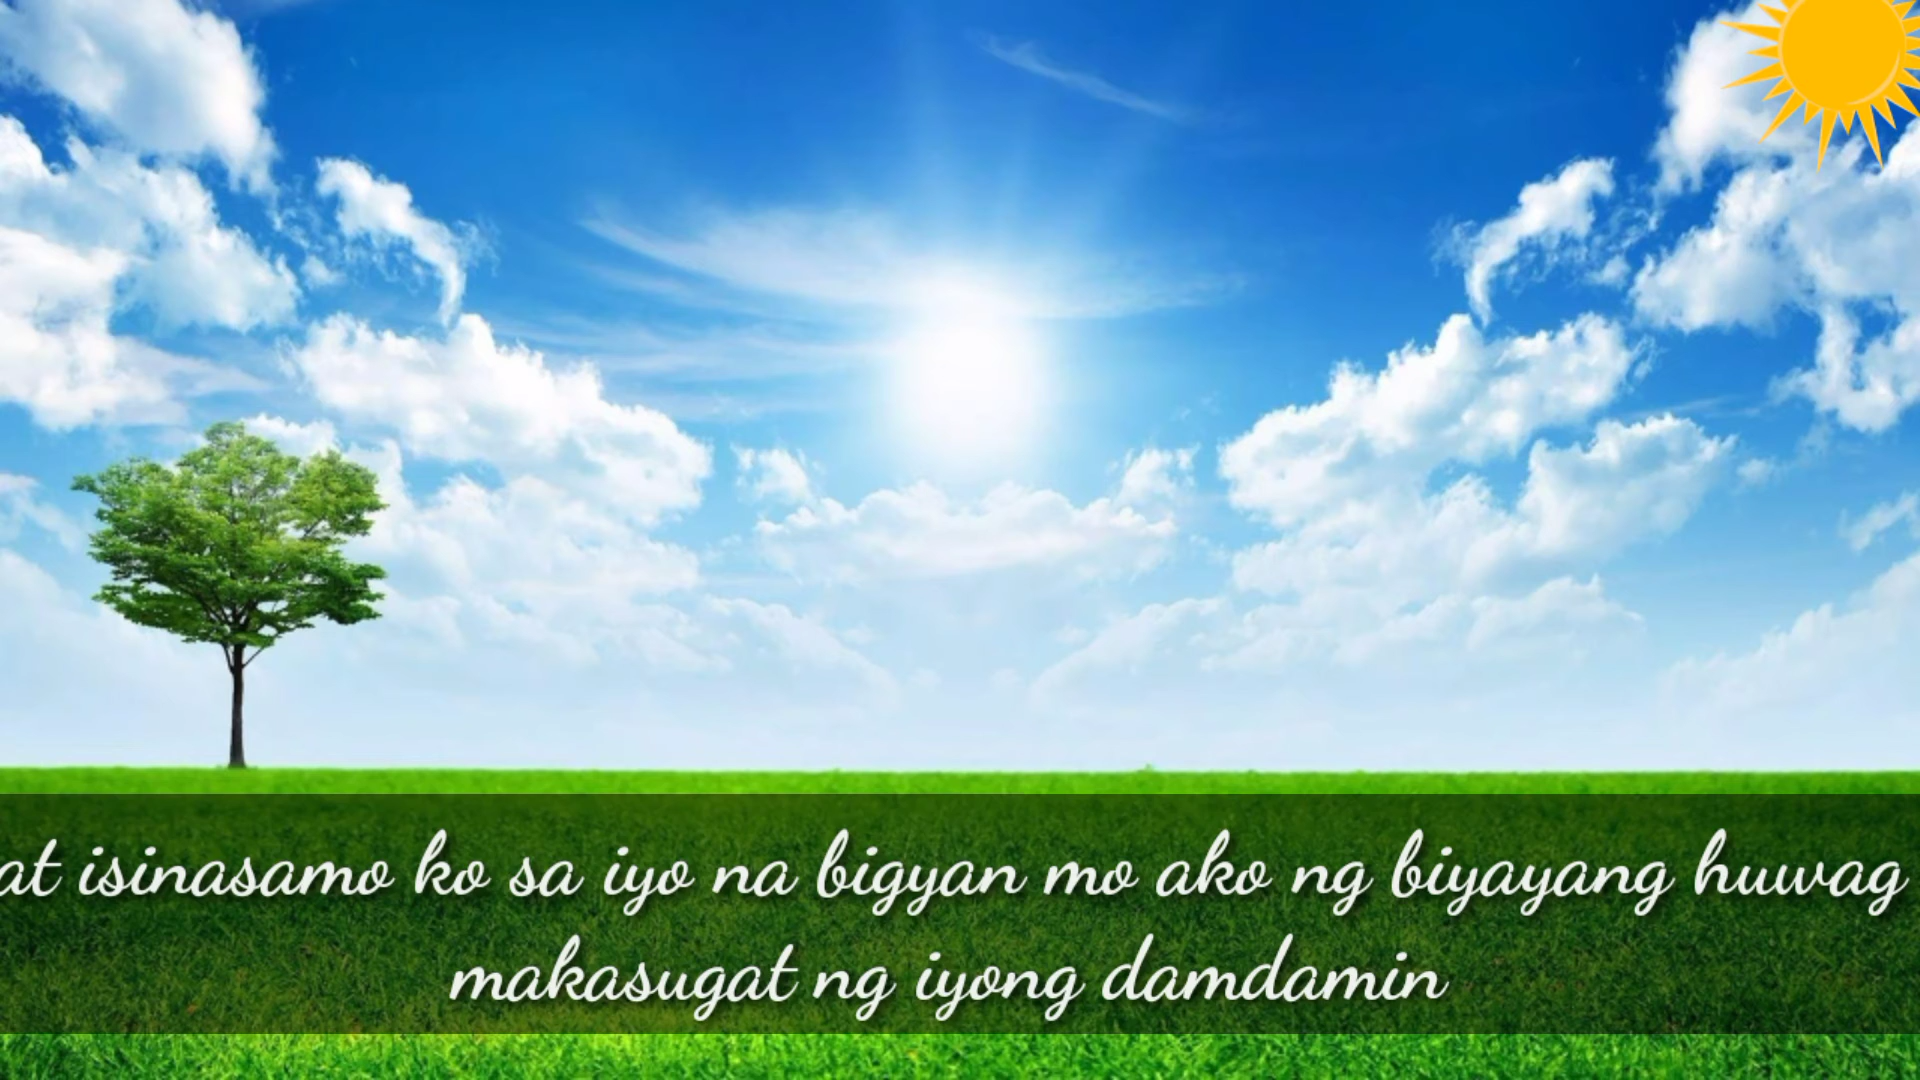 at isinasamo ko sa iyo na bigyan mo ako ng biyayang huwag
makasugat ng iyong damdamin